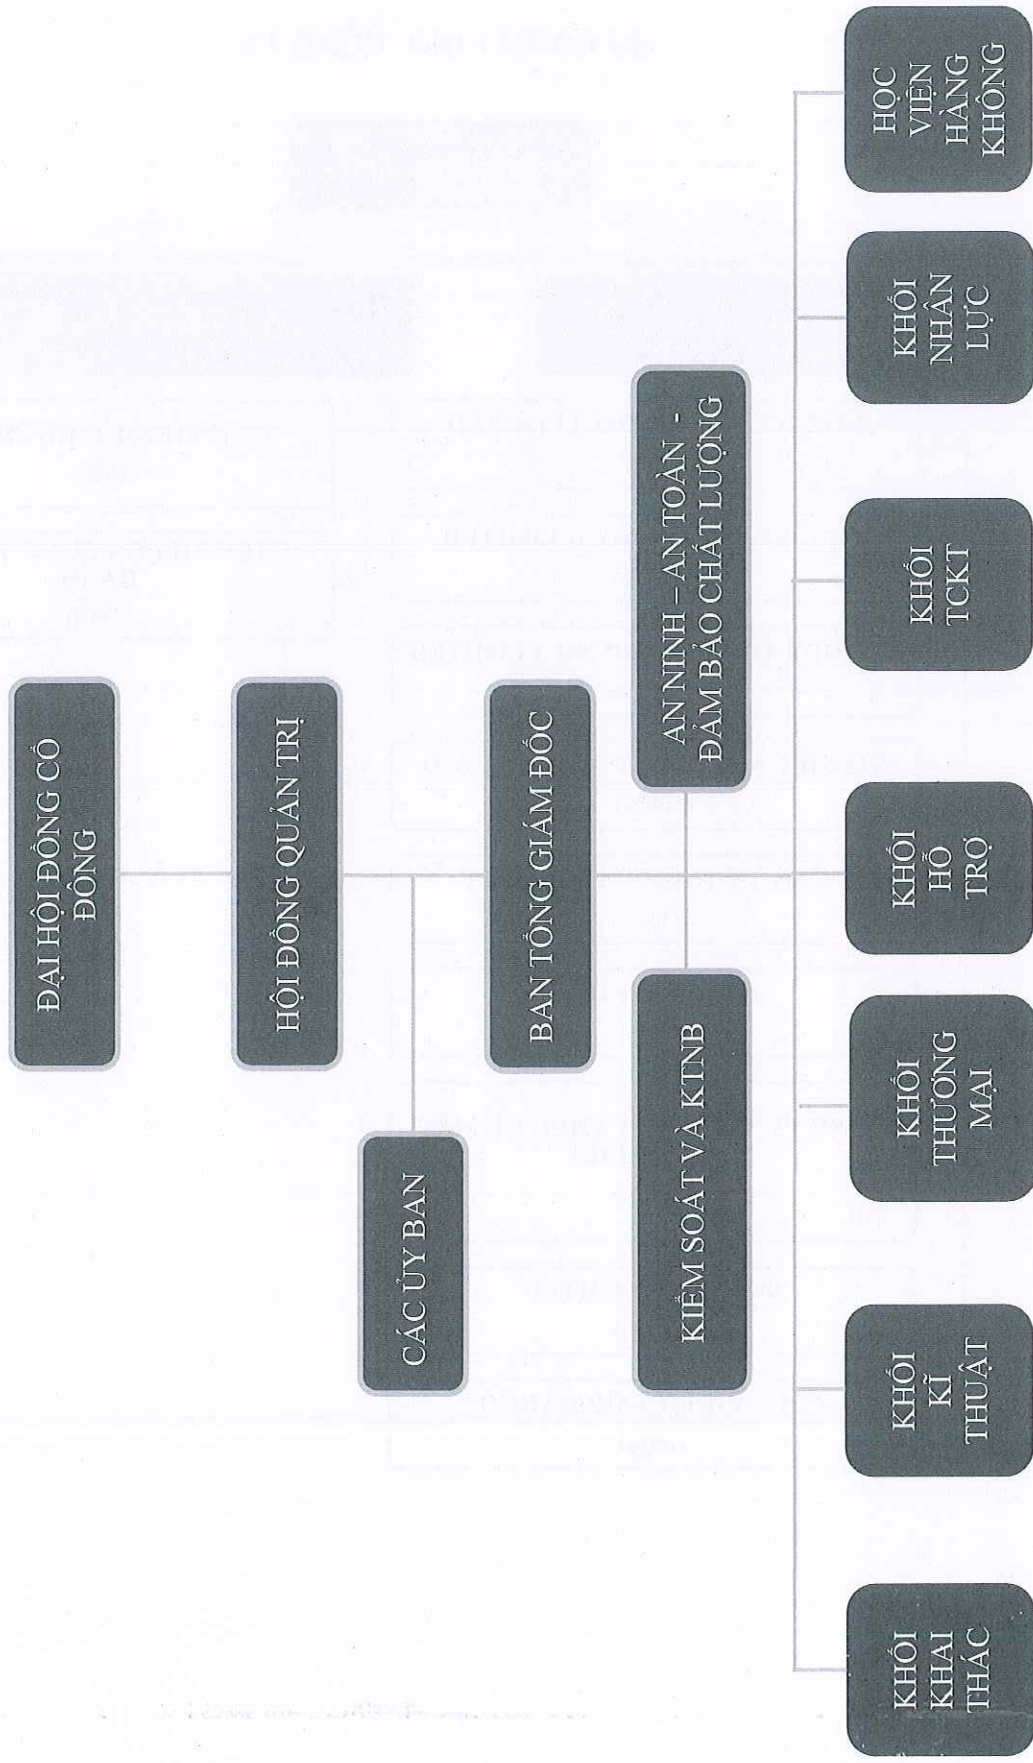 ĐẠI HỘI ĐỒNG CỔ
ĐÔNG
HỘI ĐỒNG QUẢN TRỊ
CÁC ỦY BAN
BAN TỔNG GIÁM ĐỐC
KIỂM SOÁT VÀ KTNB
AN NINH – AN TOÀN -
ĐẢM BẢO CHẤT LƯỢNG
KHỐI
KHAI
THÁC
KHỐI
KĨ
THUẬT
KHỐI
THƯƠNG
MẠI
KHỐI
HỖ
TRỢ
KHỐI
TCKT
KHỐI
NHÂN
LỰC
HỌC
VIỆN
HÀNG
KHÔNG